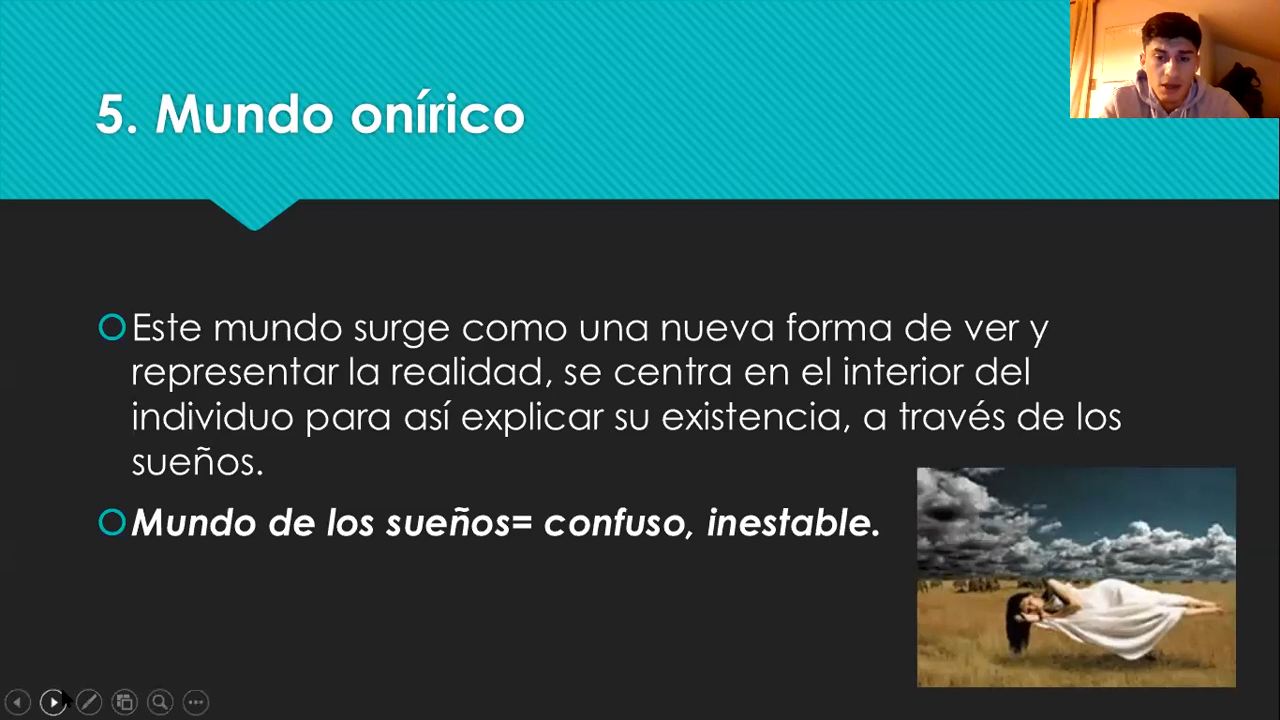 5. Mundo onírico
Este mundo surge como una nueva forma de ver y
representar la realidad, se centra en el interior del
individuo para así explicar su existencia, a través de los
sueños.
Mundo de los sueños= confuso, inestable.